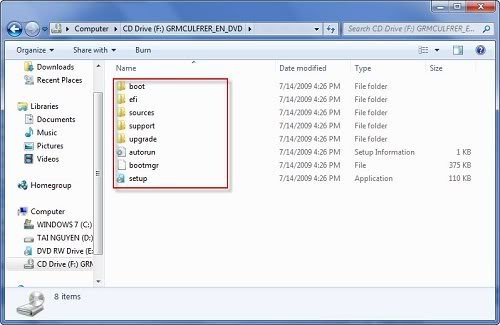 Computer ▸ CD Drive (F:) GRMCULFRER_EN_DVD ▸
Search CD Drive (F:) GRMCULFRER_E...
Organize Share with Burn
Name Date modified Type Size
Downloads
Recent Places
Libraries
Documents
Music
Pictures
Videos
Homegroup
Computer
WINDOWS 7 (C:)
TAI NGUYEN (D:)
DVD RW Drive (E:
CD Drive (F:) GRM
boot 7/14/2009 4:26 PM File folder
efi 7/14/2009 4:26 PM File folder
sources 7/14/2009 4:26 PM File folder
support 7/14/2009 4:26 PM File folder
upgrade 7/14/2009 4:26 PM File folder
autorun 7/14/2009 4:26 PM Setup Information 1 KB
bootmgr 7/14/2009 4:26 PM File 375 KB
setup 7/14/2009 4:26 PM Application 110 KB
8 items